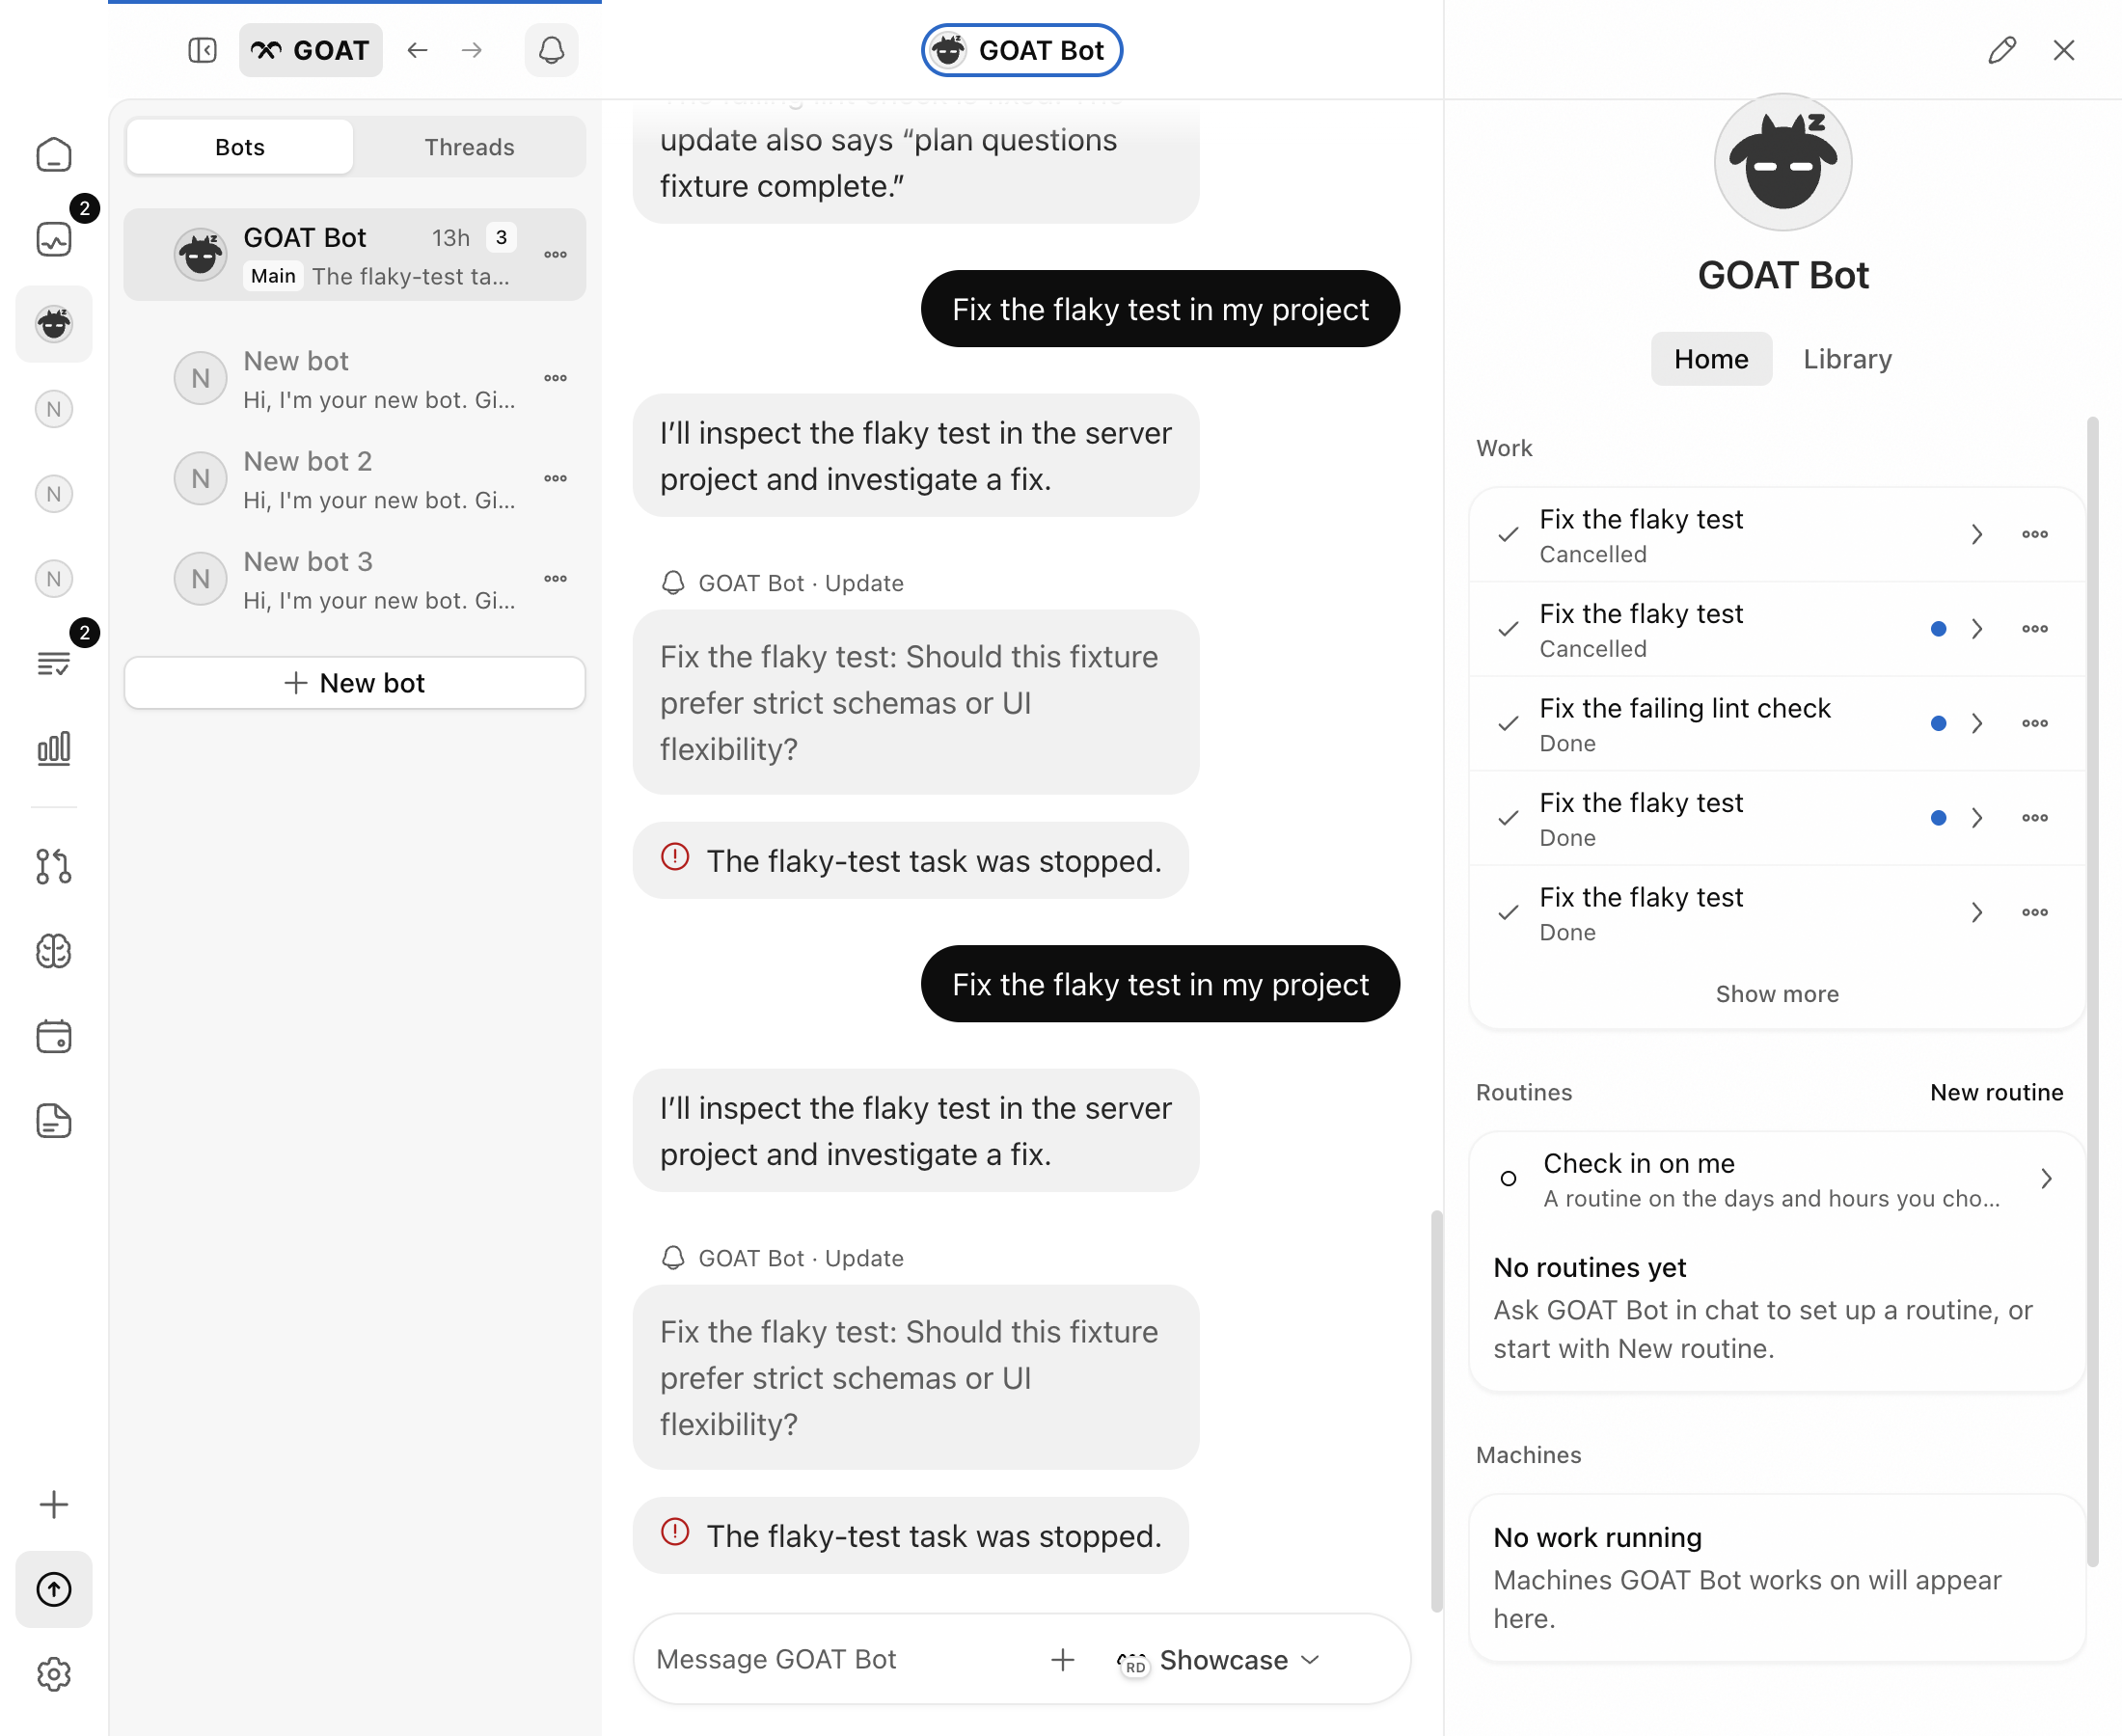 GOAT
GOAT Bot
Bots
Threads
2
GOAT Bot 13h 3
Main The flaky-test ta...
N
New bot
Hi, I'm your new bot. Gi...
N
New bot 2
Hi, I'm your new bot. Gi...
N
New bot 3
Hi, I'm your new bot. Gi...
New bot
N
N
N
2
update also says “plan questions
fixture complete.”
Fix the flaky test in my project
I’ll inspect the flaky test in the server
project and investigate a fix.
GOAT Bot · Update
Fix the flaky test: Should this fixture
prefer strict schemas or UI
flexibility?
The flaky-test task was stopped.
Fix the flaky test in my project
I’ll inspect the flaky test in the server
project and investigate a fix.
GOAT Bot · Update
Fix the flaky test: Should this fixture
prefer strict schemas or UI
flexibility?
The flaky-test task was stopped.
Message GOAT Bot
RD
Showcase
GOAT Bot
Home
Library
Work
Fix the flaky test
Cancelled
Fix the flaky test
Cancelled
Fix the failing lint check
Done
Fix the flaky test
Done
Fix the flaky test
Done
Show more
Routines
New routine
Check in on me
A routine on the days and hours you cho...
No routines yet
Ask GOAT Bot in chat to set up a routine, or
start with New routine.
Machines
No work running
Machines GOAT Bot works on will appear
here.